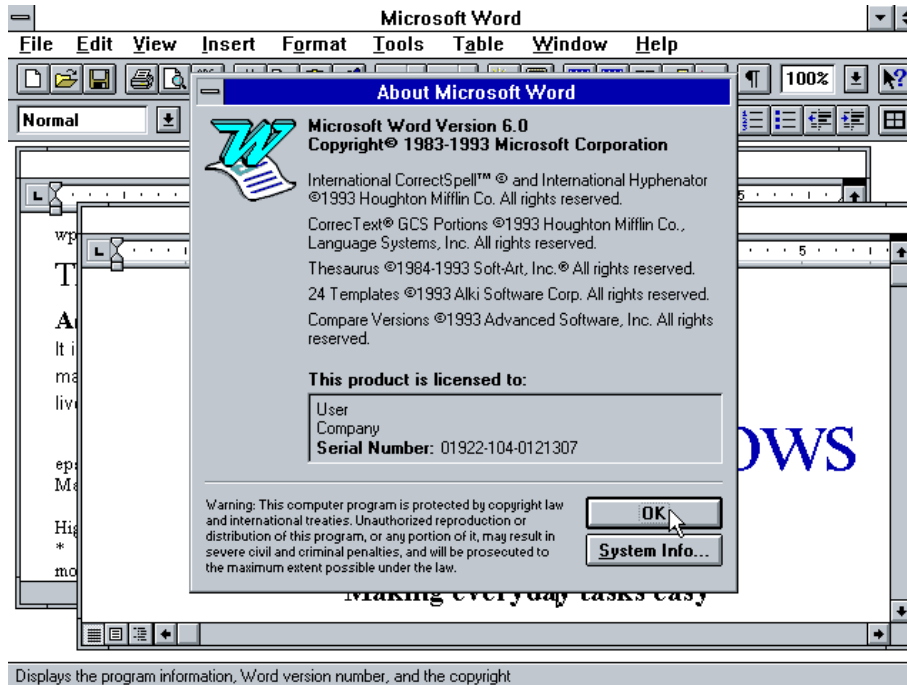 Microsoft Word
File Edit View Insert Format Tools Table Window Help
100%
Normal
About Microsoft Word
Microsoft Word Version 6.0
Copyright© 1983-1993 Microsoft Corporation
International CorrectSpell™ © and International Hyphenator
©1993 Houghton Mifflin Co. All rights reserved.
CorrecText® GCS Portions ©1993 Houghton Mifflin Co.,
Language Systems, Inc. All rights reserved.
Thesaurus ©1984-1993 Soft-Art, Inc.® All rights reserved.
24 Templates ©1993 Alki Software Corp. All rights reserved.
Compare Versions ©1993 Advanced Software, Inc. All rights
reserved.
This product is licensed to:
User
Company
Serial Number: 01922-104-0121307
Warning: This computer program is protected by copyright law
and international treaties. Unauthorized reproduction or
distribution of this program, or any portion of it, may result in
severe civil and criminal penalties, and will be prosecuted to
the maximum extent possible under the law.
OK
System Info...
5
It i
Making everyday tasks easy
Displays the program information, Word version number, and the copyright